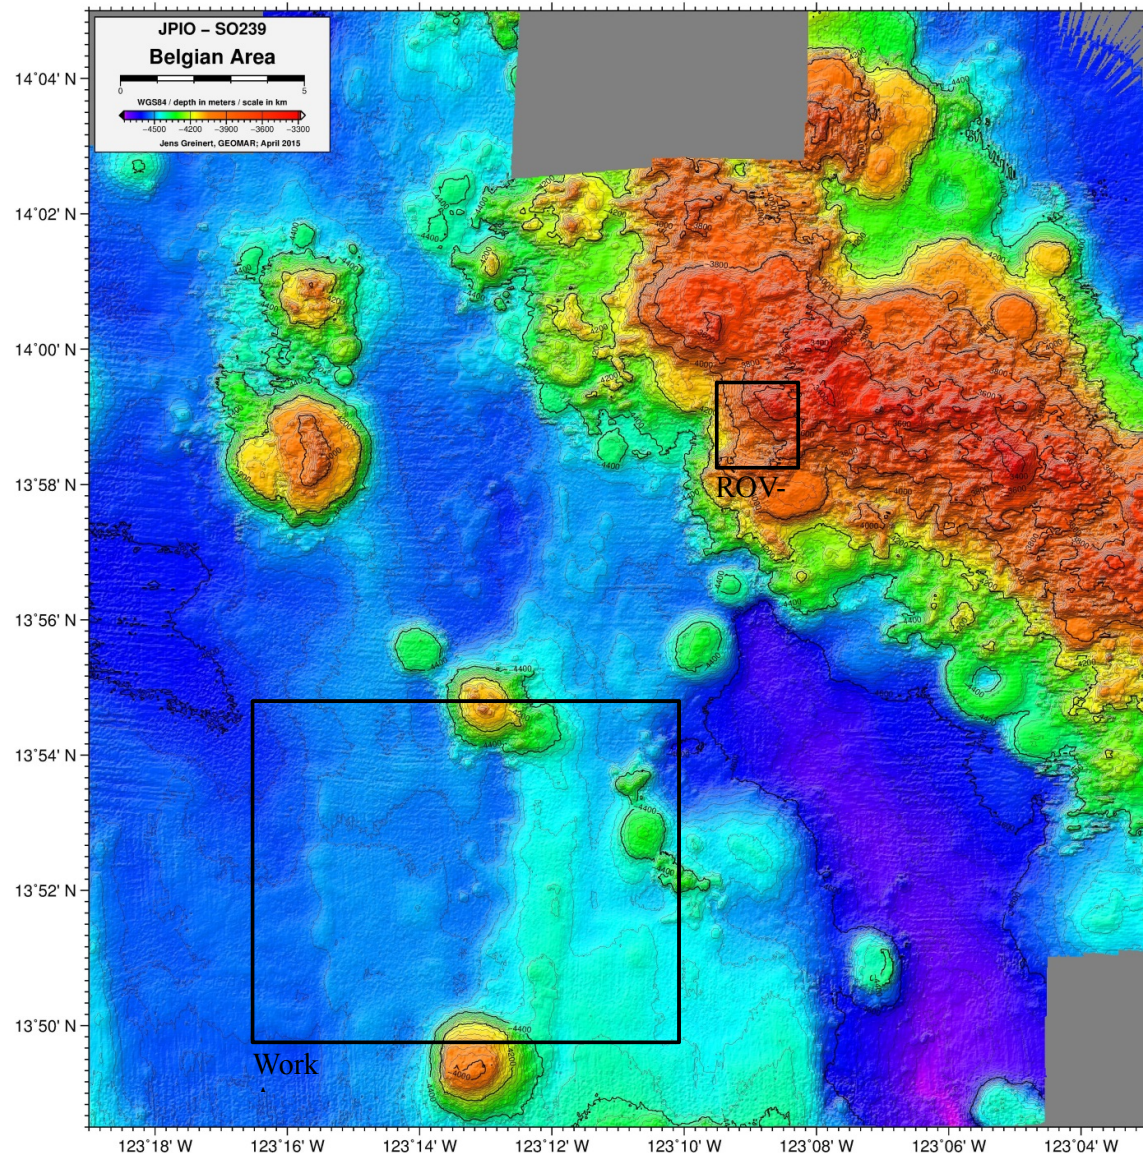 JPIO – SO239
Belgian Area
0 5
WGS84 / depth in meters / scale in km
−4500 −4200 −3900 −3600 −3300
Jens Greinert, GEOMAR; April 2015
14°04' N
14°02' N
14°00' N
13°58' N
13°56' N
13°54' N
13°52' N
13°50' N
ROV-
Work
123°18' W 123°16' W 123°14' W 123°12' W 123°10' W 123°08' W 123°06' W 123°04' W